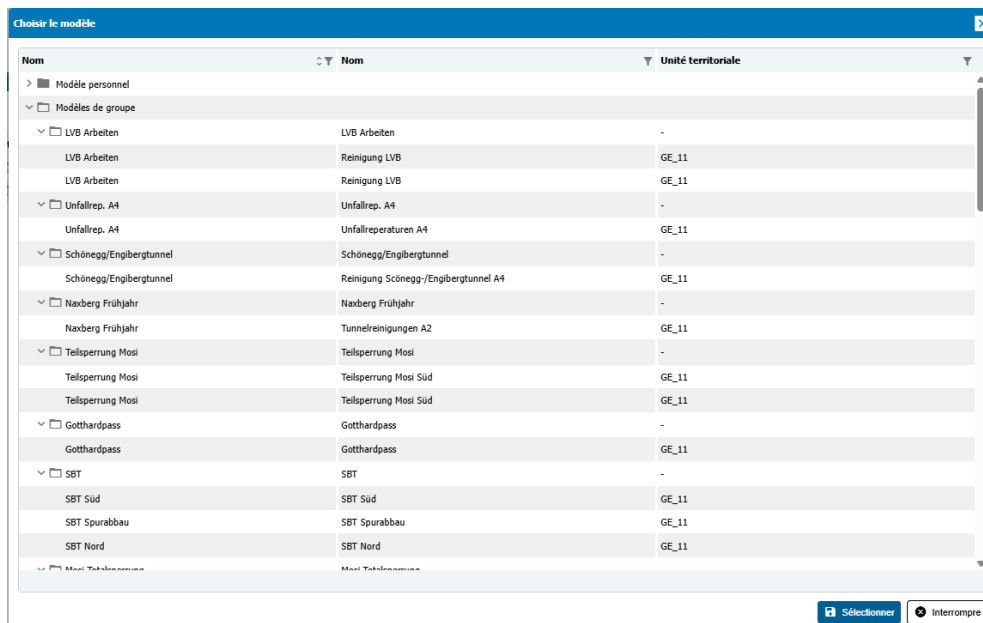 Choisir le modèle
Nom Nom Unité territoriale
Modèle personnel
Modèles de groupe
LVB Arbeiten LVB Arbeiten -
LVB Arbeiten Reinigung LVB GE_11
LVB Arbeiten Reinigung LVB GE_11
Unfallrep. A4 Unfallrep. A4 -
Unfallrep. A4 Unfallreperaturen A4 GE_11
Schönegg/Engibergtunnel Schönegg/Engibergtunnel -
Schönegg/Engibergtunnel Reinigung Scönegg-/Engibergtunnel A4 GE_11
Naxberg Frühjahr Naxberg Frühjahr -
Naxberg Frühjahr Tunnelreinigungen A2 GE_11
Teilsperrung Mosi Teilsperrung Mosi -
Teilsperrung Mosi Teilsperrung Mosi Süd GE_11
Teilsperrung Mosi Teilsperrung Mosi Süd GE_11
Gotthardpass Gotthardpass -
Gotthardpass Gotthardpass GE_11
SBT SBT -
SBT Süd SBT Süd GE_11
SBT Spurabbau SBT Spurabbau GE_11
SBT Nord SBT Nord GE_11
Mosi Totalsperrung Mosi Totalsperrung
Sélectionner Interrompre